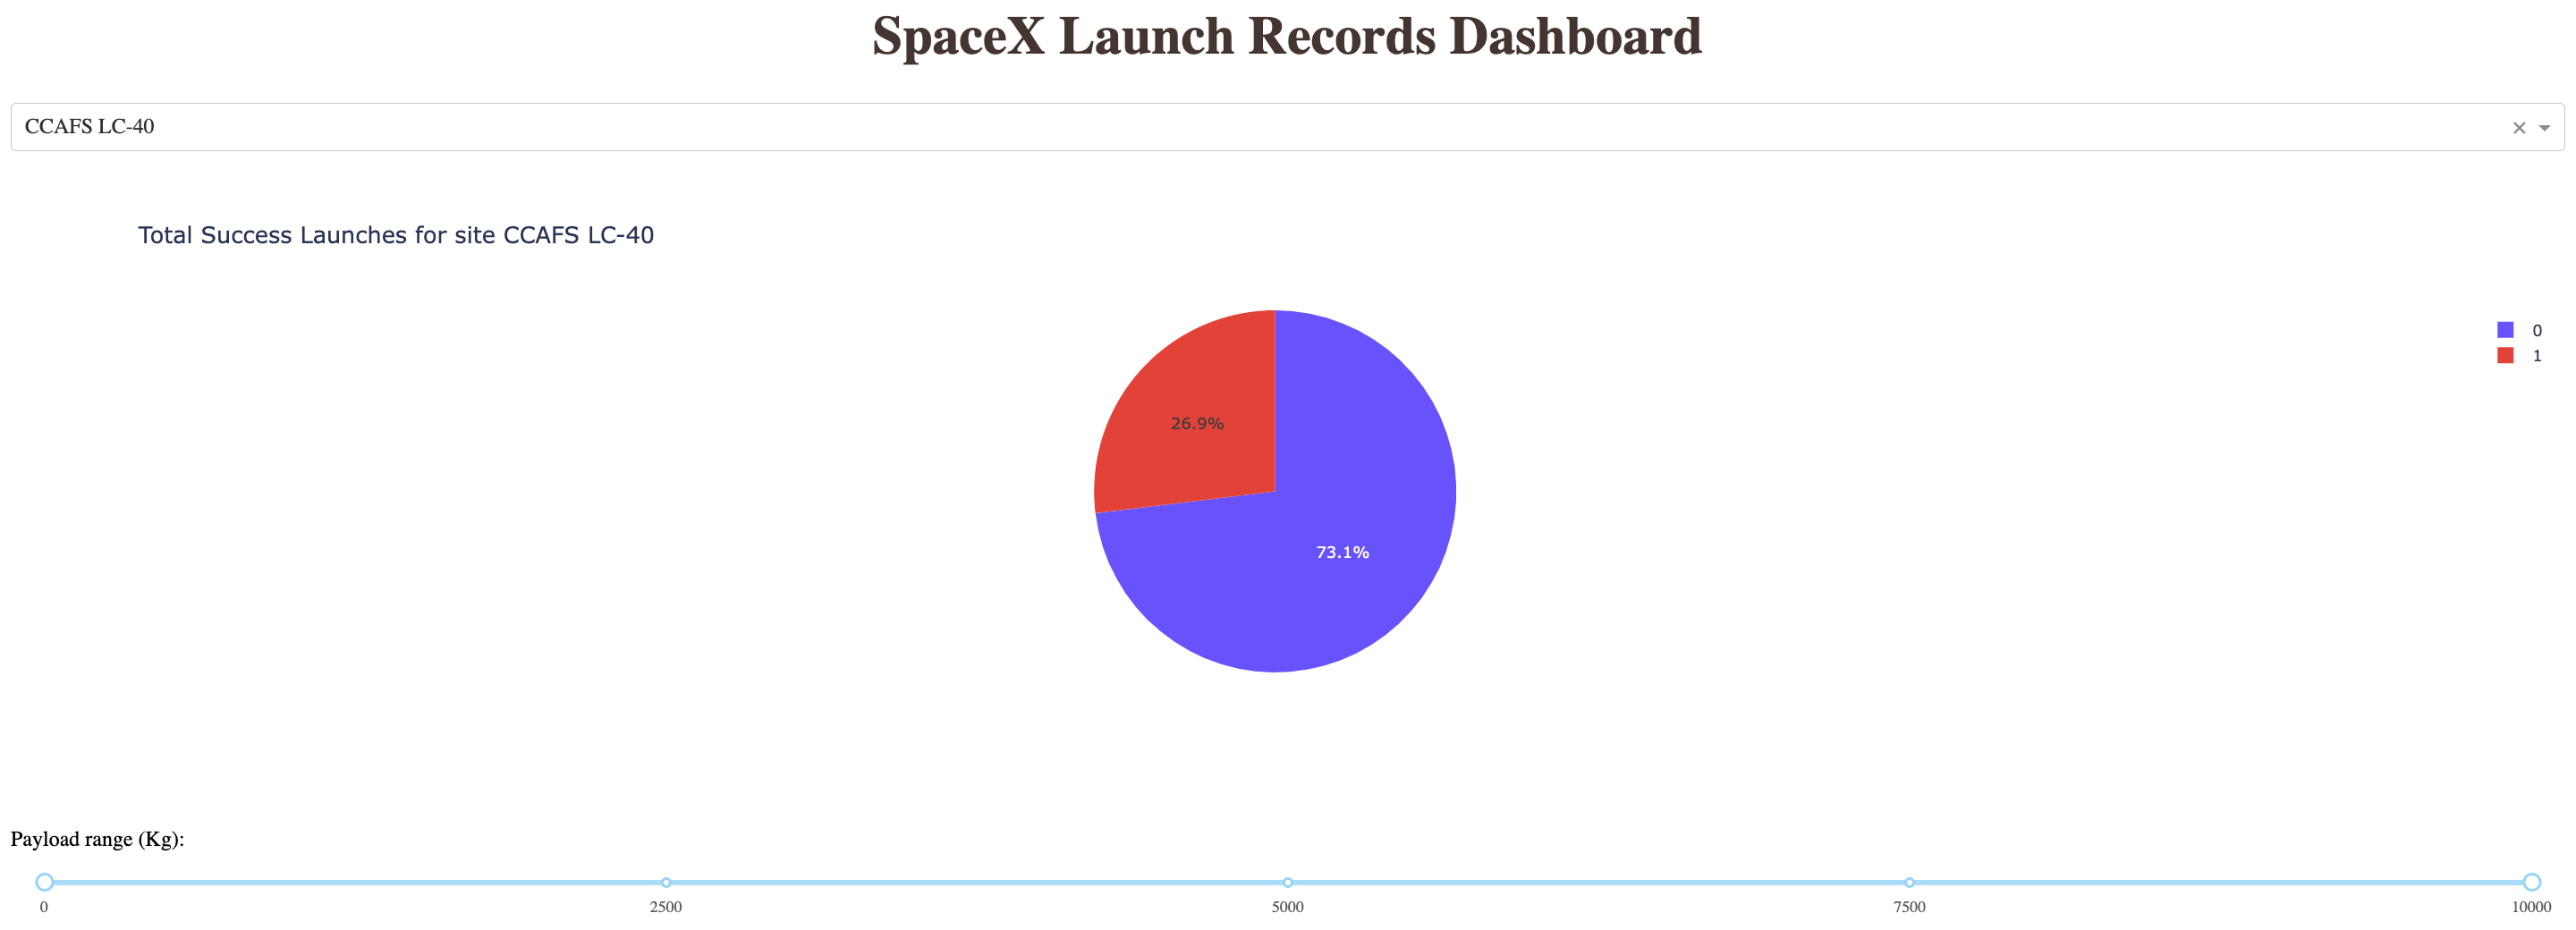 SpaceX Launch Records Dashboard
CCAFS LC-40
Total Success Launches for site CCAFS LC-40
0
1
26.9%
73.1%
Payload range (Kg):
0 2500 5000 7500 10000